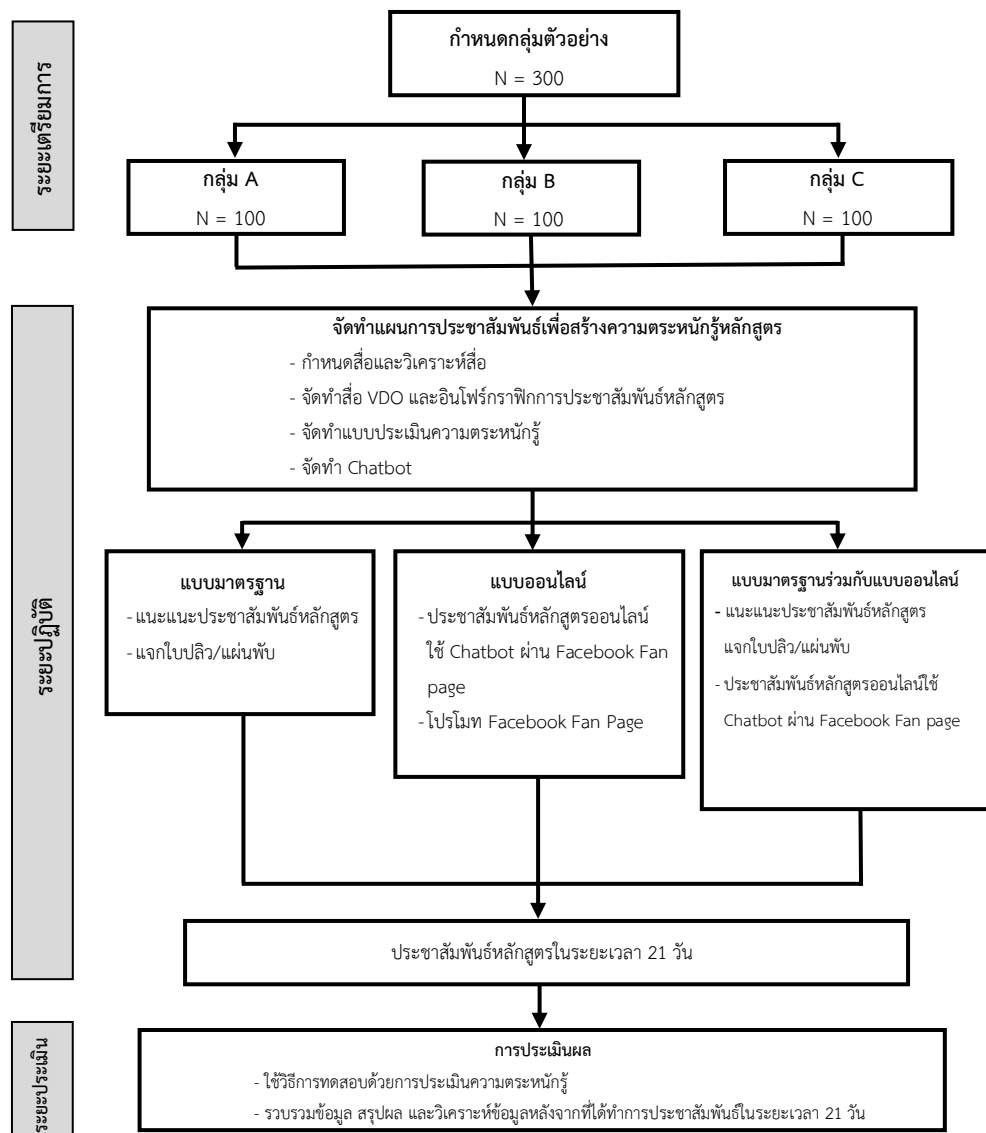 ระยะเตรียมการ
กำหนดกลุ่มตัวอย่าง
N = 300
กลุ่ม A
N = 100
กลุ่ม B
N = 100
กลุ่ม C
N = 100
ระยะปฏิบัติ
จัดทำแผนการประชาสัมพันธ์เพื่อสร้างความตระหนักรู้หลักสูตร
- กำหนดสื่อและวิเคราะห์สื่อ
- จัดทำสื่อ VDO และอินโฟร์กราฟิกการประชาสัมพันธ์หลักสูตร
- จัดทำแบบประเมินความตระหนักรู้
- จัดทำ Chatbot
แบบมาตรฐาน
- แนะแนะประชาสัมพันธ์หลักสูตร
- แจกใบปลิว/แผ่นพับ
แบบออนไลน์
- ประชาสัมพันธ์หลักสูตรออนไลน์
ใช้ Chatbot ผ่าน Facebook Fan
page
- โปรโมท Facebook Fan Page
แบบมาตรฐานร่วมกับแบบออนไลน์
- แนะแนะประชาสัมพันธ์หลักสูตร
แจกใบปลิว/แผ่นพับ
- ประชาสัมพันธ์หลักสูตรออนไลน์ใช้
Chatbot ผ่าน Facebook Fan page
ประชาสัมพันธ์หลักสูตรในระยะเวลา 21 วัน
ระยะประเมิน
การประเมินผล
- ใช้วิธีการทดสอบด้วยการประเมินความตระหนักรู้
- รวบรวมข้อมูล สรุปผล และวิเคราะห์ข้อมูลหลังจากที่ได้ทำการประชาสัมพันธ์ในระยะเวลา 21 วัน